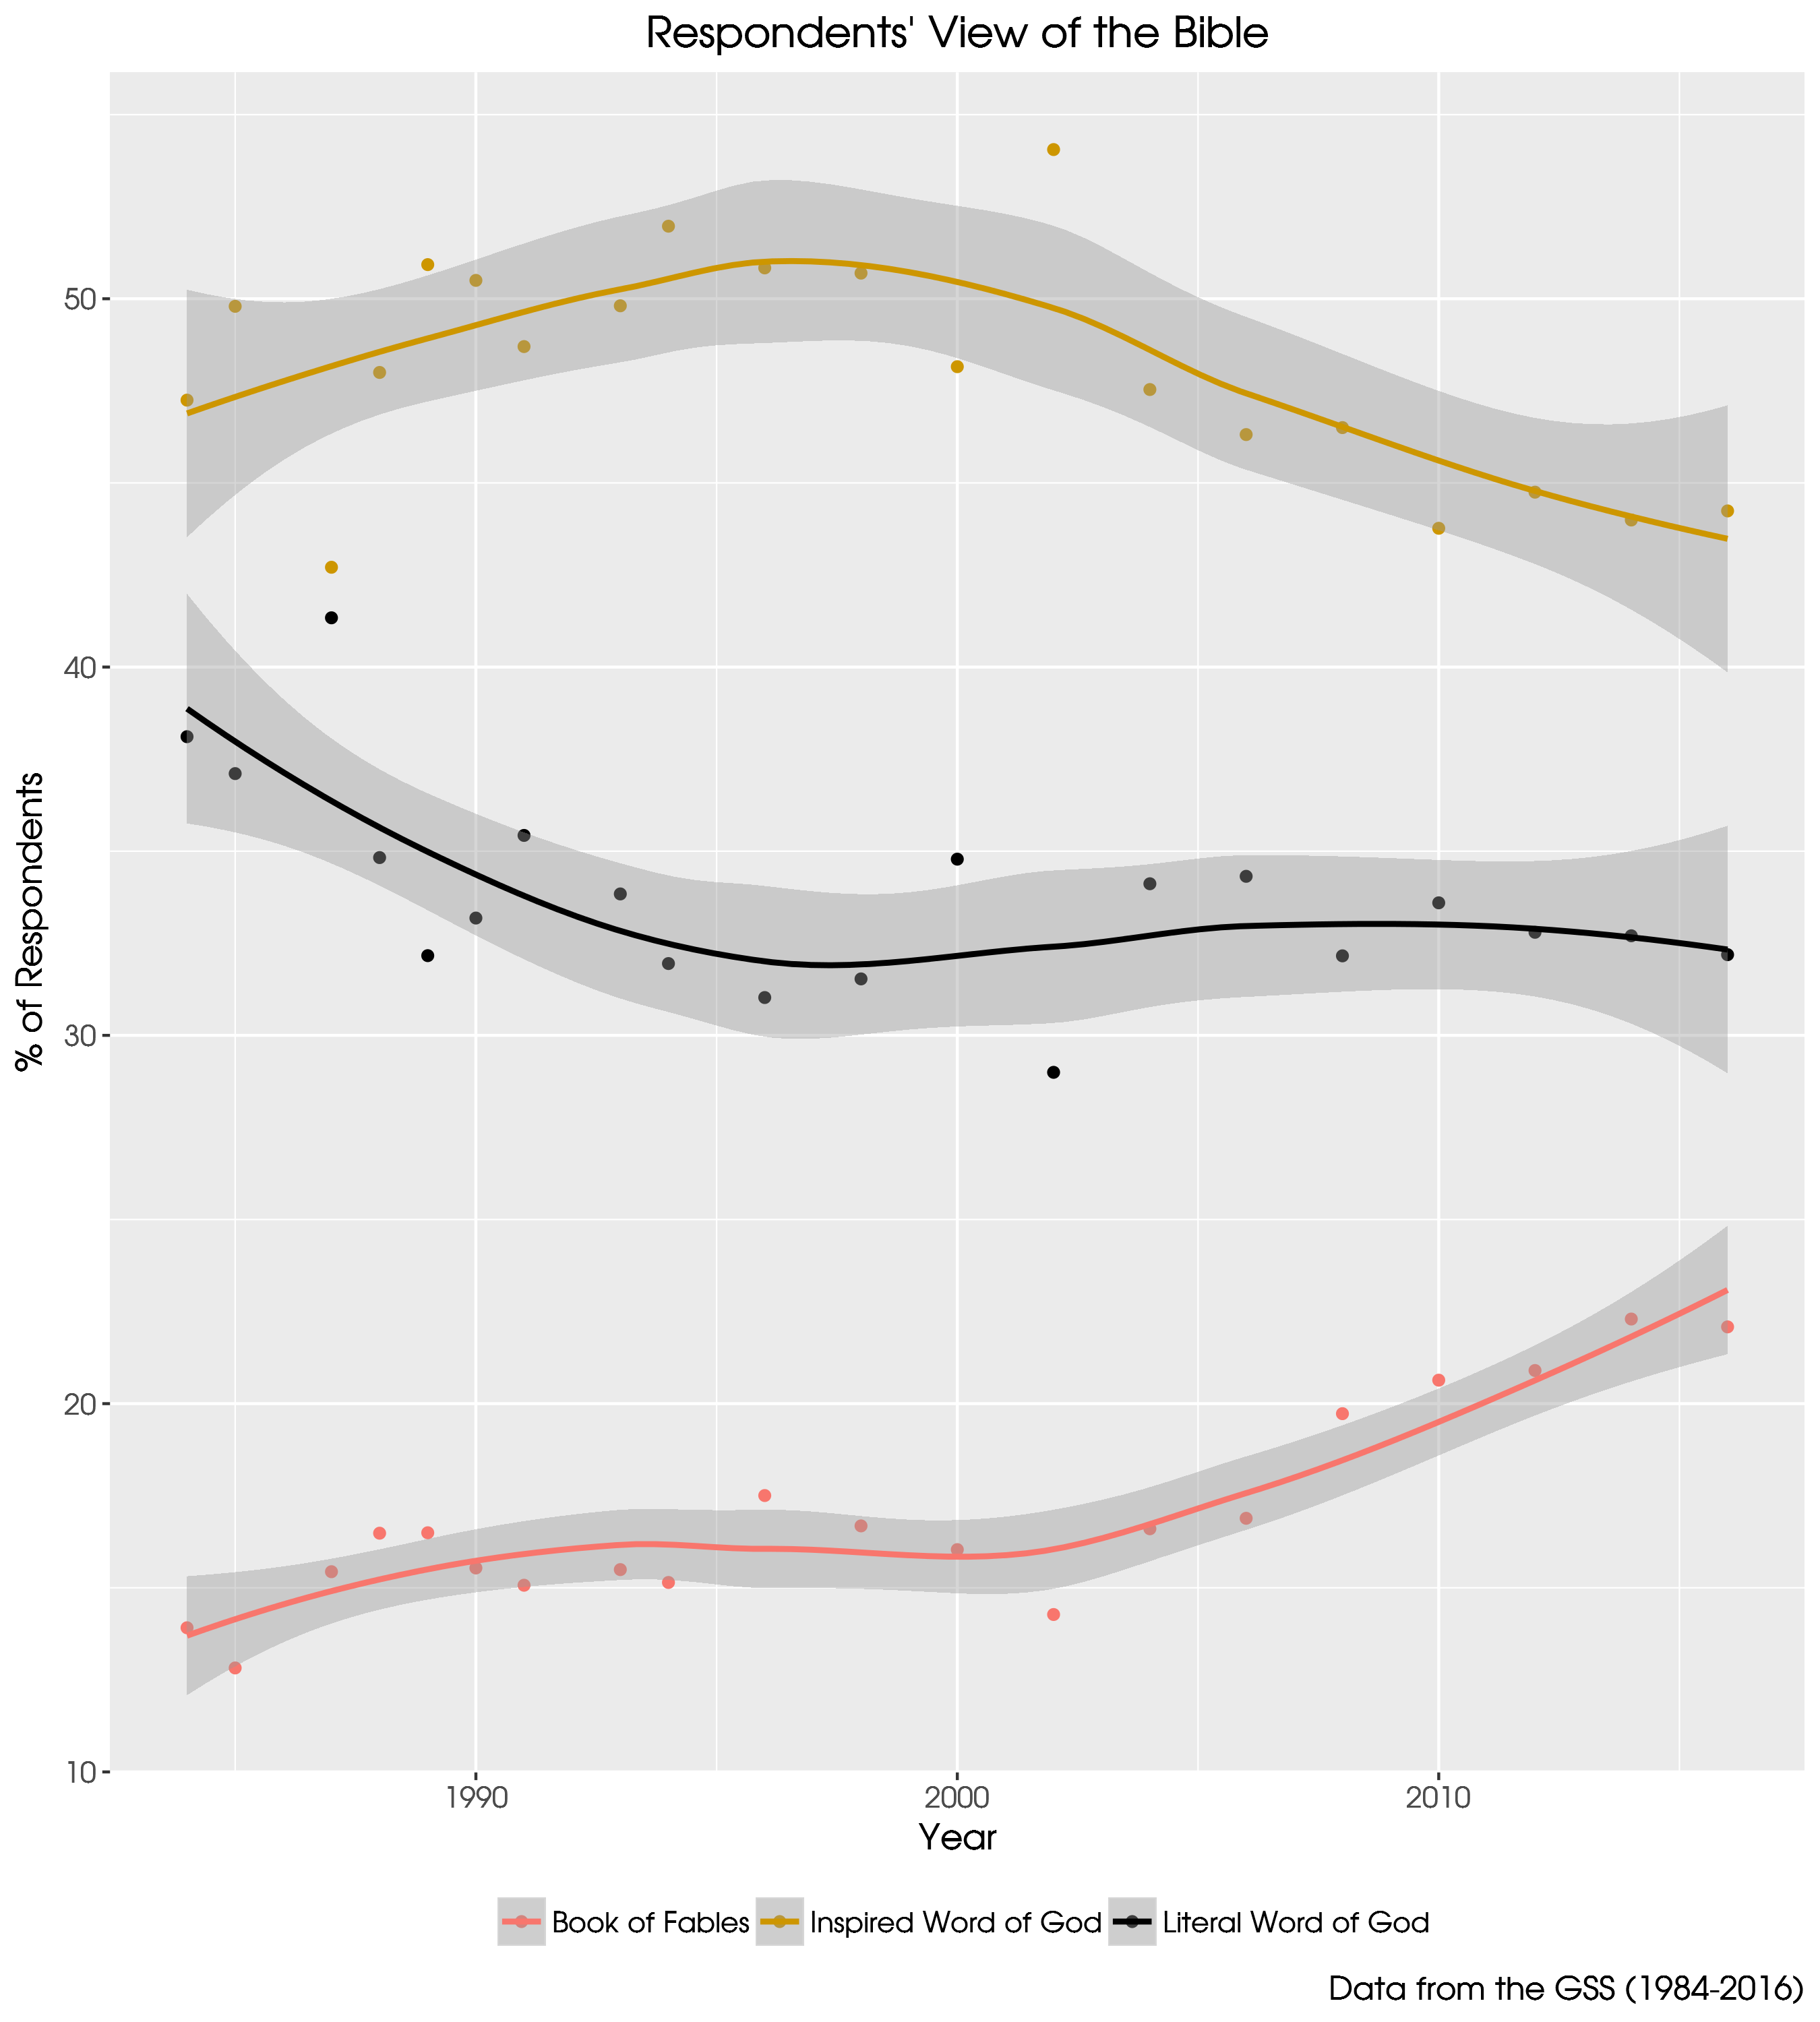 Respondents' View of the Bible
% of Respondents
50
40
30
20
10
1990 2000 2010
Year
Book of Fables Inspired Word of God Literal Word of God
Data from the GSS (1984-2016)